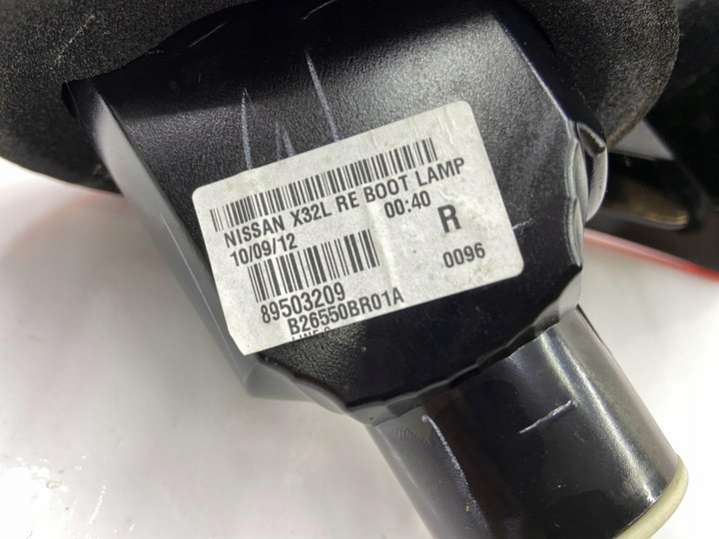 NISSAN X32L RE BOOT LAMP
10/09/12 00:40
R
89503209 0096
B26550BR01A